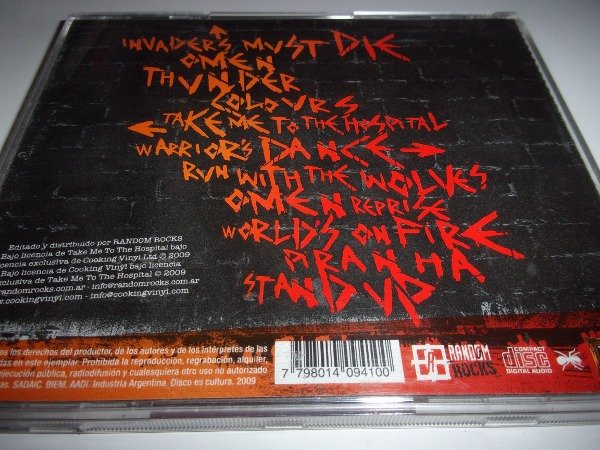 INVADERS MUST DIE
OMEN
THUNDER
COLOURS
TAKE ME TO THE HOSPITAL
WARRIOR'S DANCE
RUN WITH THE WOLVES
OMEN REPRISE
WORLD'S ON FIRE
PIRANHA
STAND UP
Editado y distribuido por RANDOM ROCKS
Bajo licencia de Take Me To The Hospital bajo
cencia exclusiva de Cooking Vinyl Ltd ℗ 2009
Bajo licencia de Cooking Vinyl bajo licencia
xclusiva de Take Me To The Hospital © 2009
randomrocks.com.ar - info@randomrocks.com.ar
.cookingvinyl.com - info@cookingvinyl.com
os los derechos del productor, de los autores y de los intérpretes de las
das en este ejemplar. Prohibida la reproducción, regrabación, alquiler,
ejecución pública, radiodifusión y cualesquiera otro uso no autorizado
as. SADAIC. BIEM. AADI. Industria Argentina. Disco es cultura. 2009
7 798014 094100
RANDOM
ROCKS
COMPACT
disc
DIGITAL AUDIO